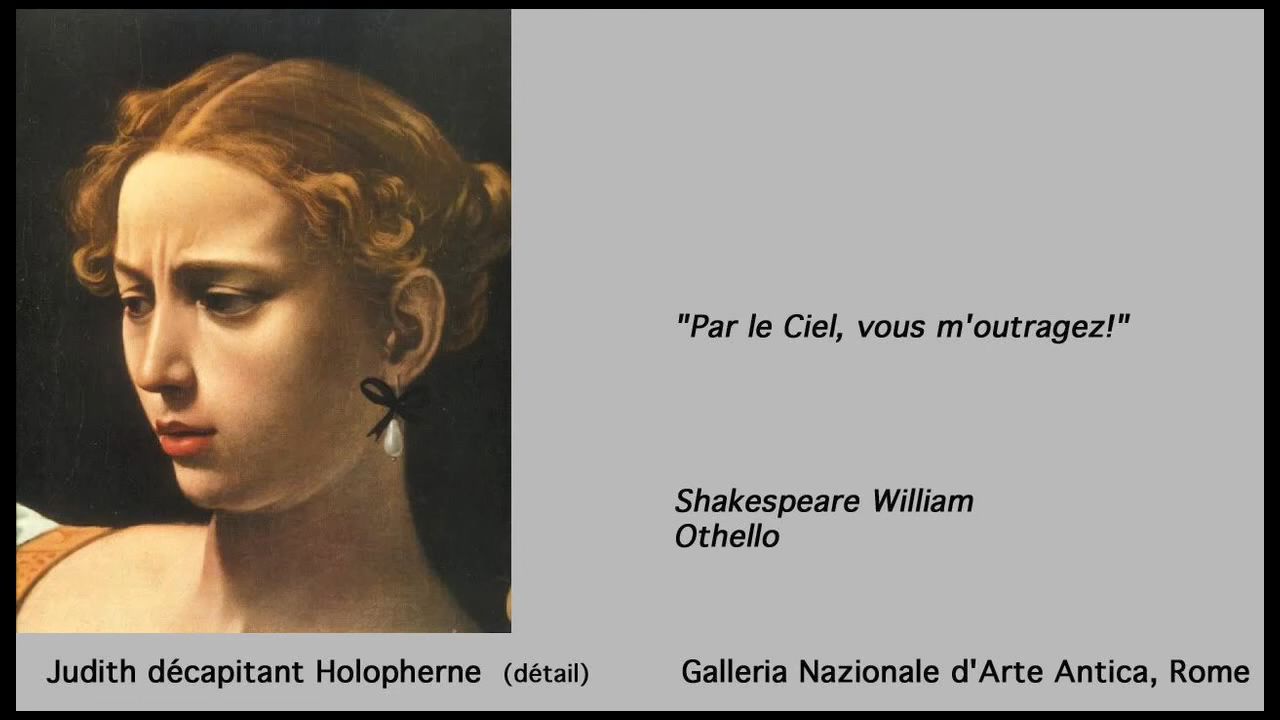 "Par le Ciel, vous m'outragez!"
Shakespeare William
Othello
Judith décapitant Holopherne (détail)
Galleria Nazionale d'Arte Antica, Rome